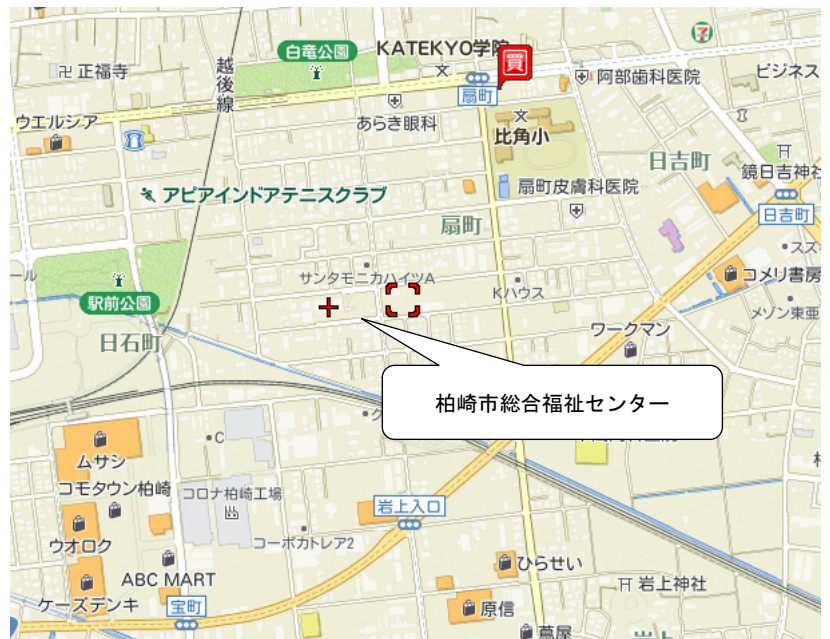 白竜公園
KATEKYO学院
買
卍 正福寺
越後線
扇町
阿部歯科医院
ビジネス
ウエルシア
あらき眼科
比角小
日吉町
鏡日吉神社
アピアインドアテニスクラブ
扇町皮膚科医院
扇町
日吉町
サンタモニカハイツA
Kハウス
コメリ書房
駅前公園
メゾン東亜
日石町
ワークマン
柏崎市総合福祉センター
ムサシ
コモタウン柏崎
コロナ柏崎工場
岩上入口
ウオロク
コーポカトレア2
ABC MART
ひらせい
岩上神社
ケーズデンキ
宝町
原信
蔦屋